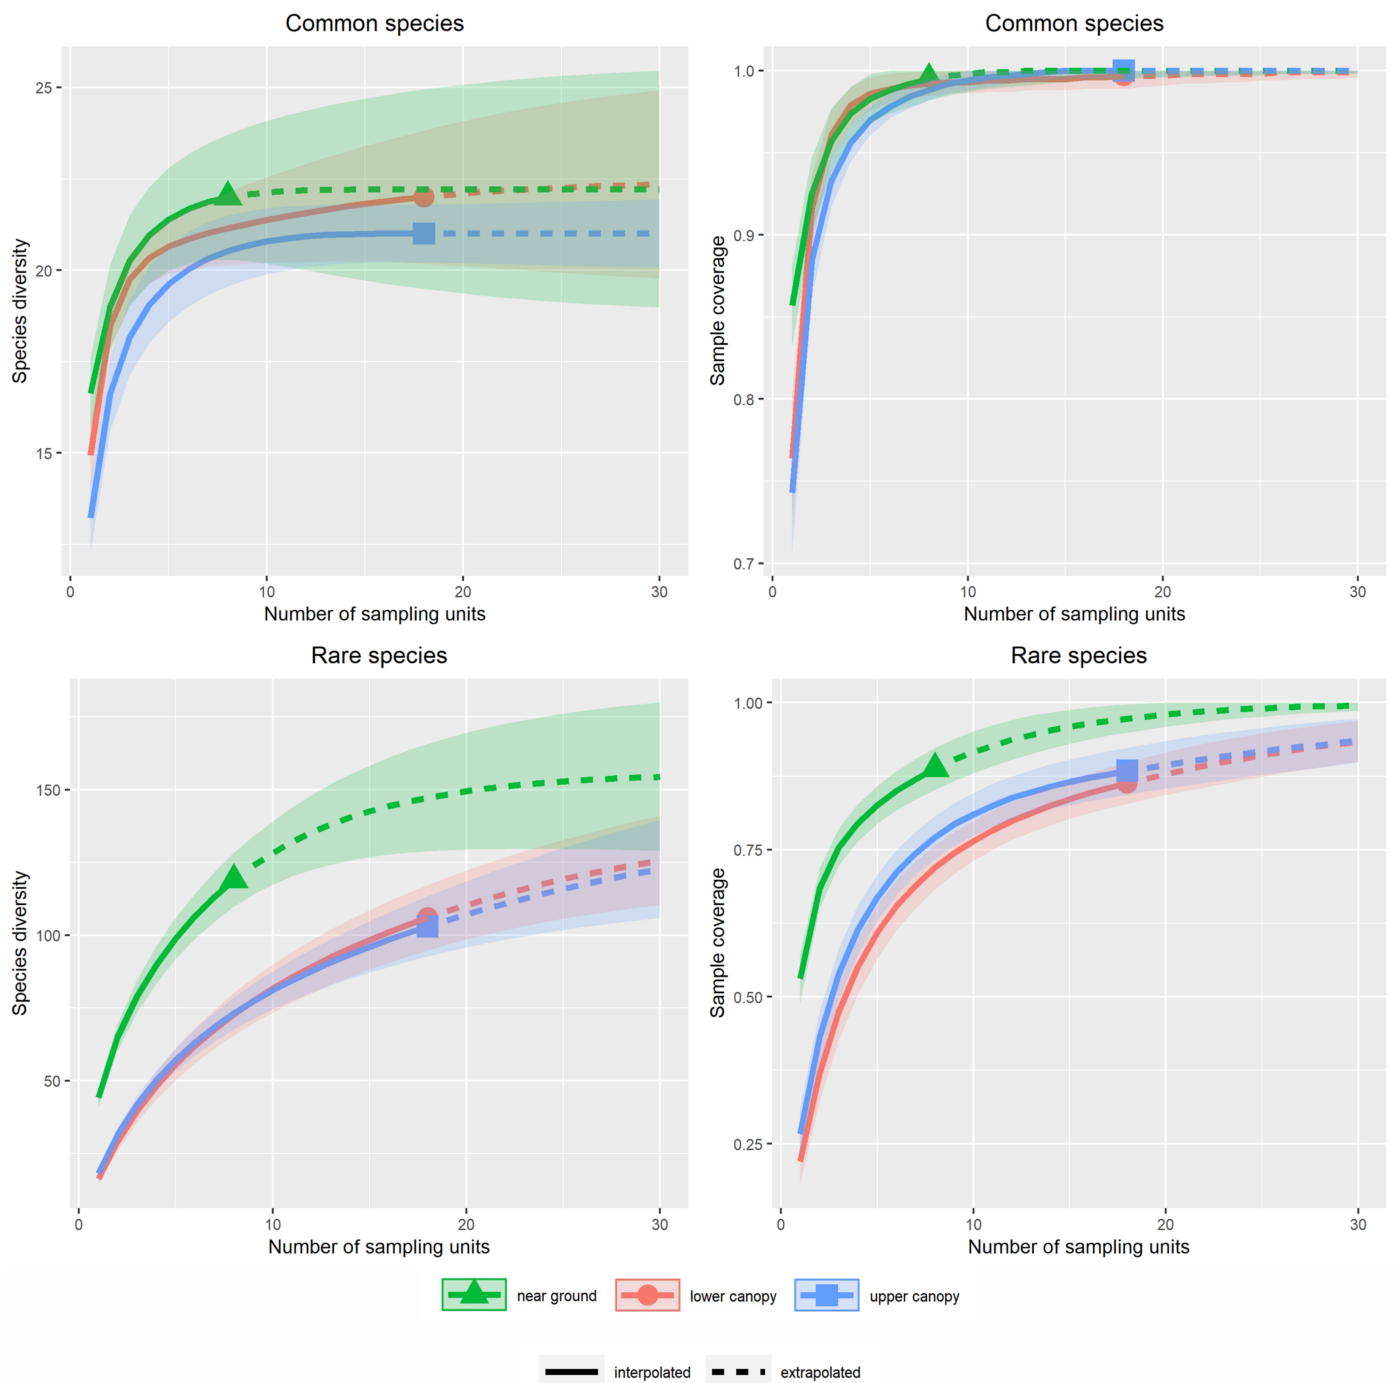 Common species
Common species
25
20
15
Species diversity
0 10 20 30
Number of sampling units
1.0
0.9
0.8
0.7
Sample coverage
0 10 20 30
Number of sampling units
Rare species
Rare species
150
100
50
Species diversity
0 10 20 30
Number of sampling units
1.00
0.75
0.50
0.25
Sample coverage
0 10 20 30
Number of sampling units
near ground lower canopy upper canopy
interpolated extrapolated